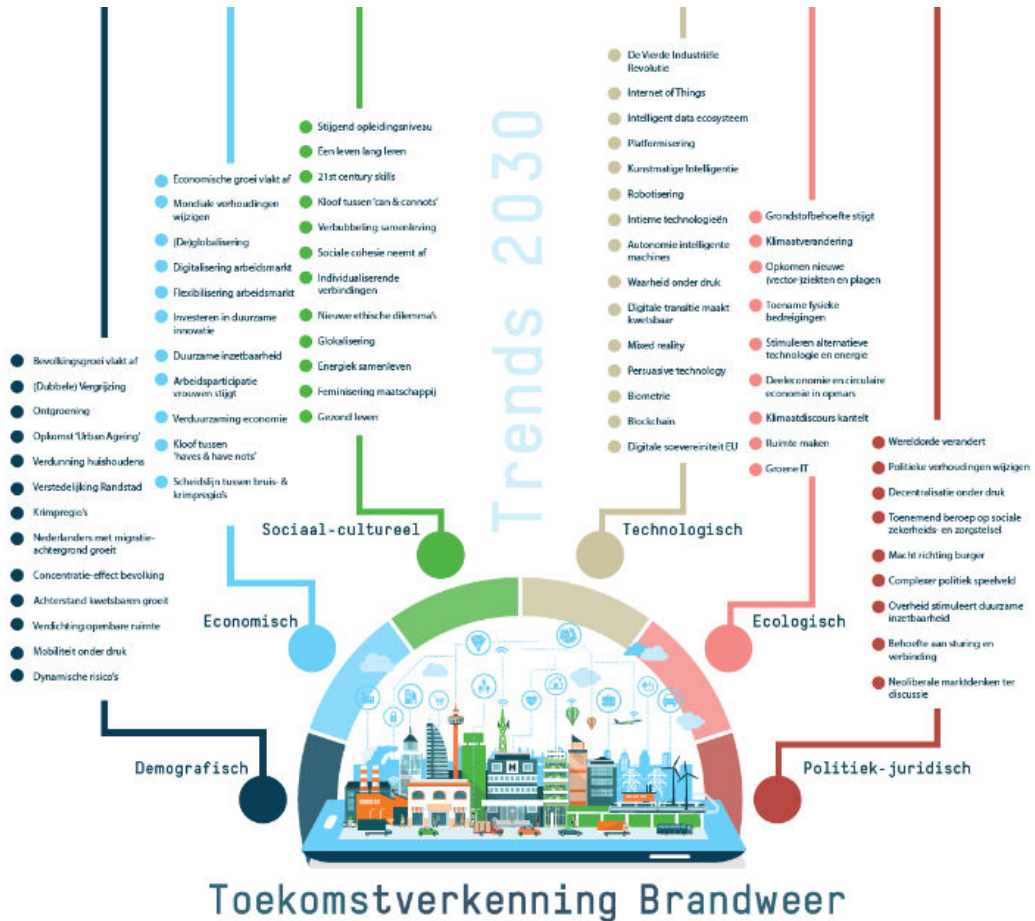 Trends 2030
Bevolkingsgroei vlakt af
(Dubbele) Vergrijzing
Ontgroening
Opkomst 'Urban Ageing'
Verdunning huishoudens
Verstedelijking Randstad
Krimpregio's
Nederlanders met migratie-
achtergrond groeit
Concentratie-effect bevolking
Achterstand kwetsbaren groeit
Verdichting openbare ruimte
Mobiliteit onder druk
Dynamische risico's
Demografisch
Economische groei vlakt af
Mondiale verhoudingen
wijzigen
(De)globalisering
Digitalisering arbeidsmarkt
Flexibilisering arbeidsmarkt
Investeren in duurzame
innovatie
Duurzame inzetbaarheid
Arbeidsparticipatie
vrouwen stijgt
Verduurzaming economie
Kloof tussen
'haves & have nots'
Scheidslijn tussen bruis- &
krimpregio's
Economisch
Stijgend opleidingsniveau
Een leven lang leren
21st century skills
Kloof tussen 'can & cannots'
Verbubbeling samenleving
Sociale cohesie neemt af
Individualiserende
verbindingen
Nieuwe ethische dilemma's
Glokalisering
Energiek samenleven
Feminisering maatschappij
Gezond leven
Sociaal-cultureel
De Vierde Industriële
Revolutie
Internet of Things
Intelligent data ecosysteem
Platformisering
Kunstmatige Intelligentie
Robotisering
Intieme technologieën
Autonomie intelligente
machines
Waarheid onder druk
Digitale transitie maakt
kwetsbaar
Mixed reality
Persuasive technology
Biometrie
Blockchain
Digitale soevereiniteit EU
Technologisch
Grondstofbehoefte stijgt
Klimaatverandering
Opkomen nieuwe
(vector-)ziekten en plagen
Toename fysieke
bedreigingen
Stimuleren alternatieve
technologie en energie
Deeleconomie en circulaire
economie in opmars
Klimaatdiscours kantelt
Ruimte maken
Groene IT
Ecologisch
Wereldorde verandert
Politieke verhoudingen wijzigen
Decentralisatie onder druk
Toenemend beroep op sociale
zekerheids- en zorgstelsel
Macht richting burger
Complexer politiek speelveld
Overheid stimuleert duurzame
inzetbaarheid
Behoefte aan sturing en
verbinding
Neoliberale marktdenken ter
discussie
Politiek-juridisch
H
Toekomstverkenning Brandweer